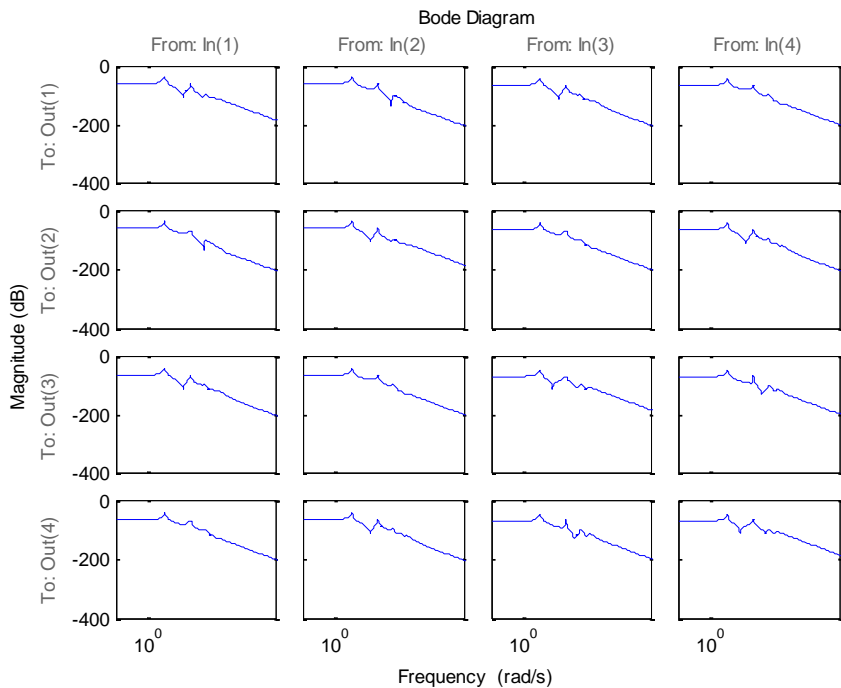 Bode Diagram
From: In(1)
From: In(2)
From: In(3)
From: In(4)
To: Out(1)
0
-200
-400
To: Out(2)
0
-200
-400
To: Out(3)
0
-200
-400
To: Out(4)
0
-200
-400
Magnitude (dB)
10^0
10^0
10^0
10^0
Frequency (rad/s)